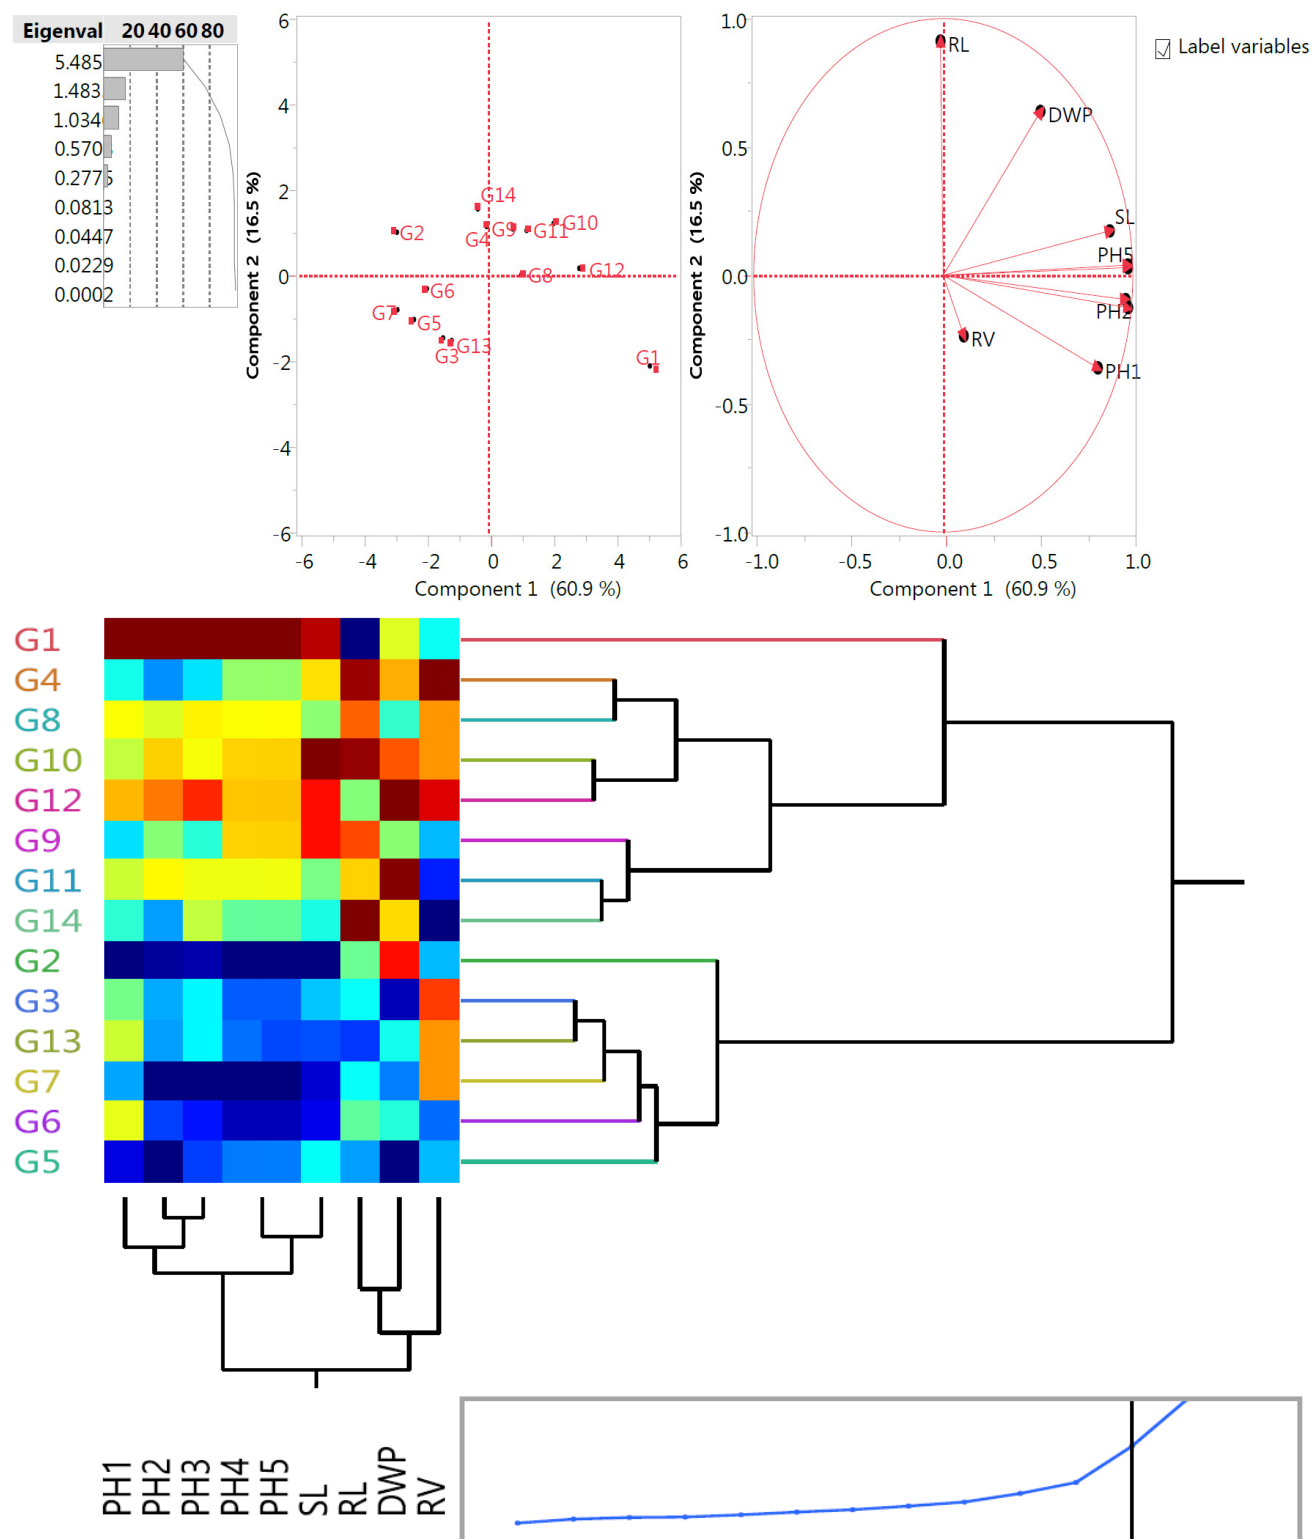 Eigenval 20 40 60 80
5.485
1.483
1.034
0.570
0.2775
0.0813
0.0447
0.0229
0.0002
Component 2 (16.5 %)
6
4
2
0
-2
-4
-6
G14
G2
G4
G9
G11
G10
G8
G12
G6
G7
G5
G3
G13
G1
-6 -4 -2 0 2 4 6
Component 1 (60.9 %)
Component 2 (16.5 %)
1.0
0.5
0.0
-0.5
-1.0
RL
DWP
SL
PH5
PH2
RV
PH1
-1.0 -0.5 0.0 0.5 1.0
Component 1 (60.9 %)
Label variables
G1
G4
G8
G10
G12
G9
G11
G14
G2
G3
G13
G7
G6
G5
PH1
PH2
PH3
PH4
PH5
SL
RL
DWP
RV